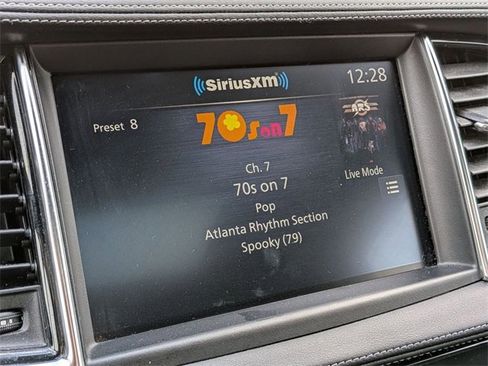 SiriusXM
12:28
Preset 8
70s on 7
ARS
Ch. 7
70s on 7
Live Mode
Pop
Atlanta Rhythm Section
Spooky (79)